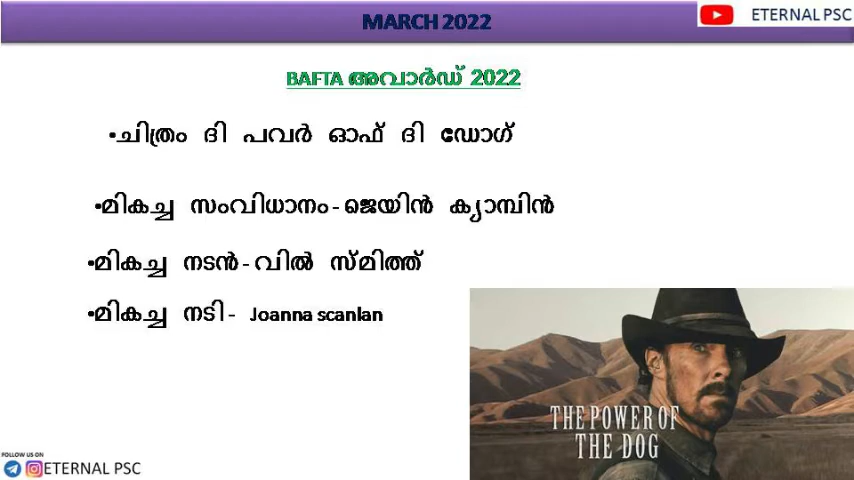 MARCH 2022
ETERNAL PSC
BAFTA അവാർഡ് 2022
•ചിത്രം ദി പവർ ഓഫ് ദി ഡോഗ്
•മികച്ച സംവിധാനം-ജെയിൻ ക്യാമ്പിൻ
•മികച്ച നടൻ-വിൽ സ്മിത്ത്
•മികച്ച നടി- Joanna scanlan
THE POWER OF
THE DOG
FOLLOW US ON
ETERNAL PSC